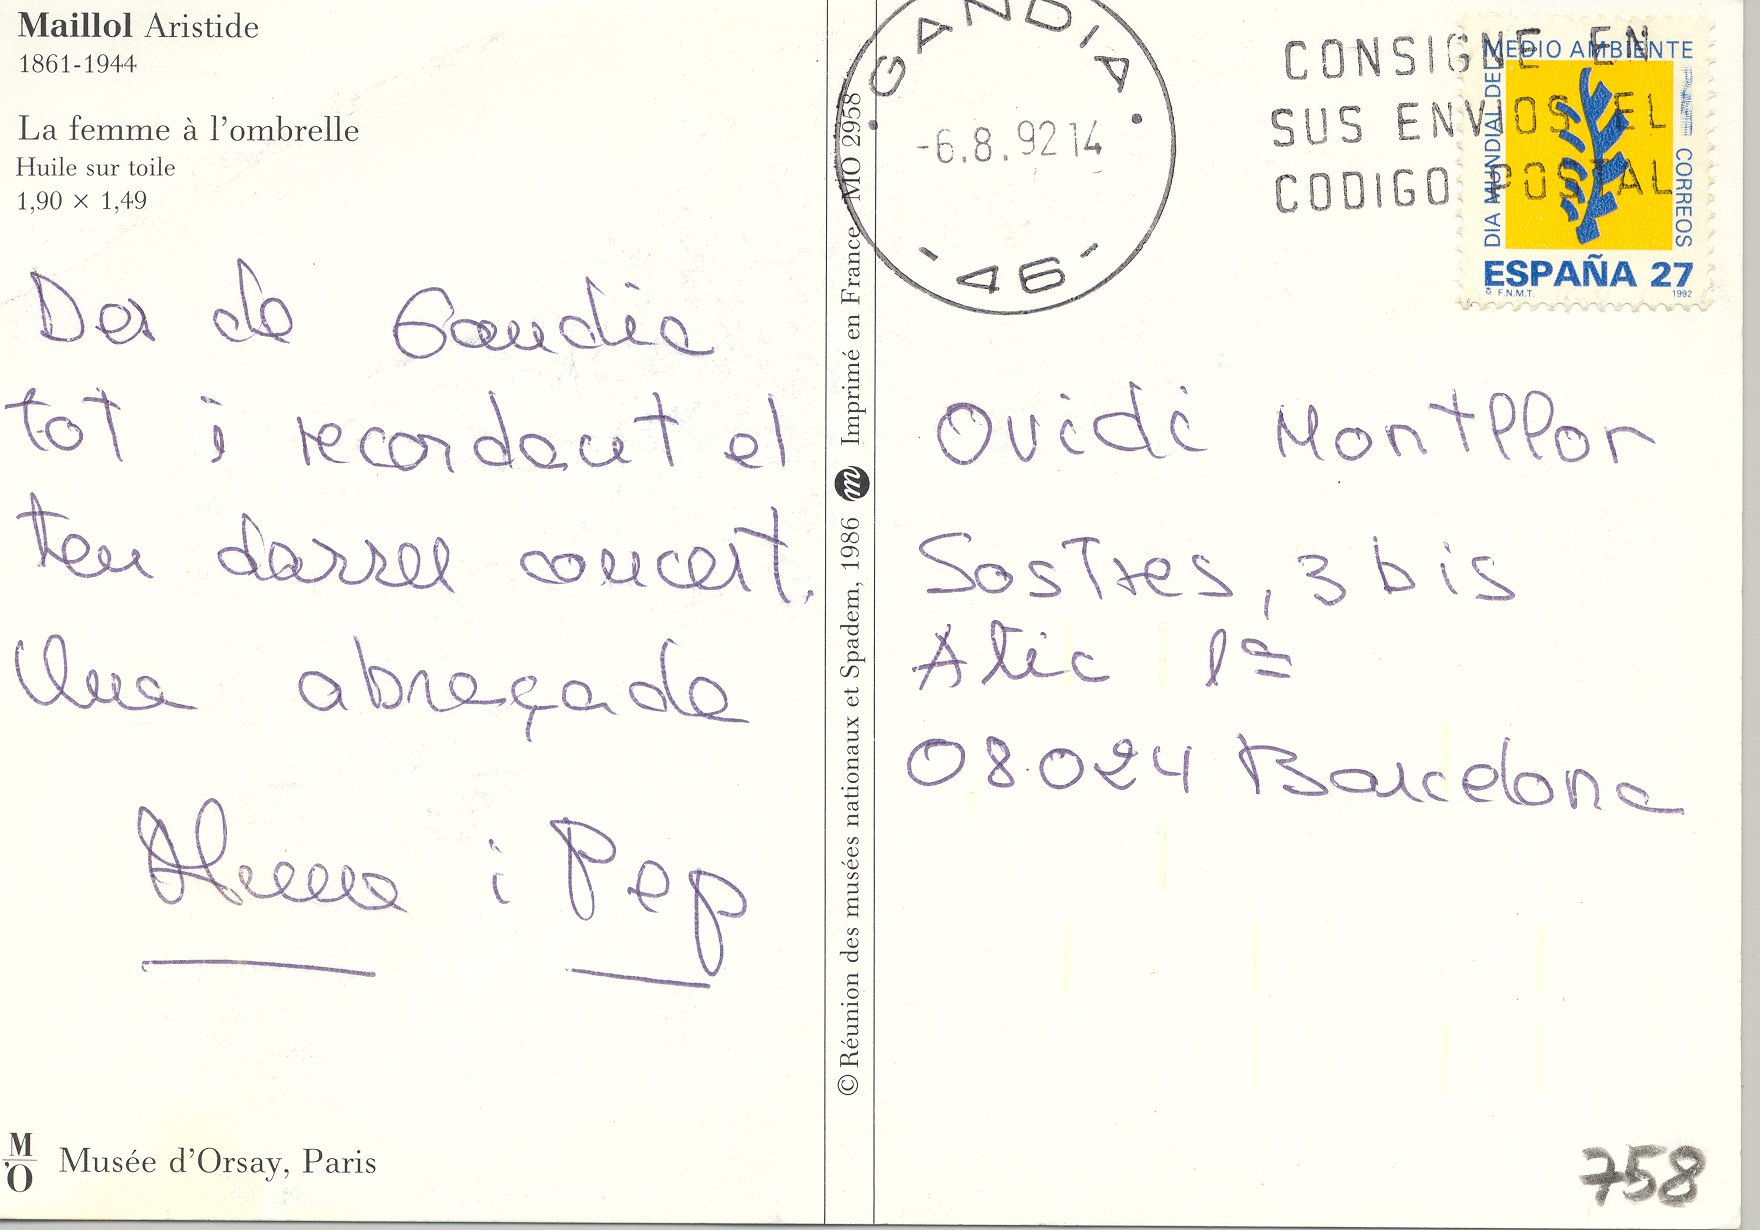 Maillol Aristide
1861-1944
La femme à l'ombrelle
Huile sur toile
1,90 × 1,49
Des de Gandia
tot i recordant el
teu darrer concert.
Una abraçada
i Pep
Musée d'Orsay, Paris
M
'O
© Réunion des musées nationaux et Spadem, 1986 m Imprimé en France MO 2958
GANDIA
-6.8.92 14
- 46 -
CONSIGNE EN
SUS ENVIOS EL
CODIGO POSTAL
DIA MUNDIAL DEL MEDIO AMBIENTE
CORREOS
ESPAÑA 27
F.N.M.T. 1992
Ovidi Montllor
Sostres, 3 bis
Atic 1ª
08024 Barcelona
758